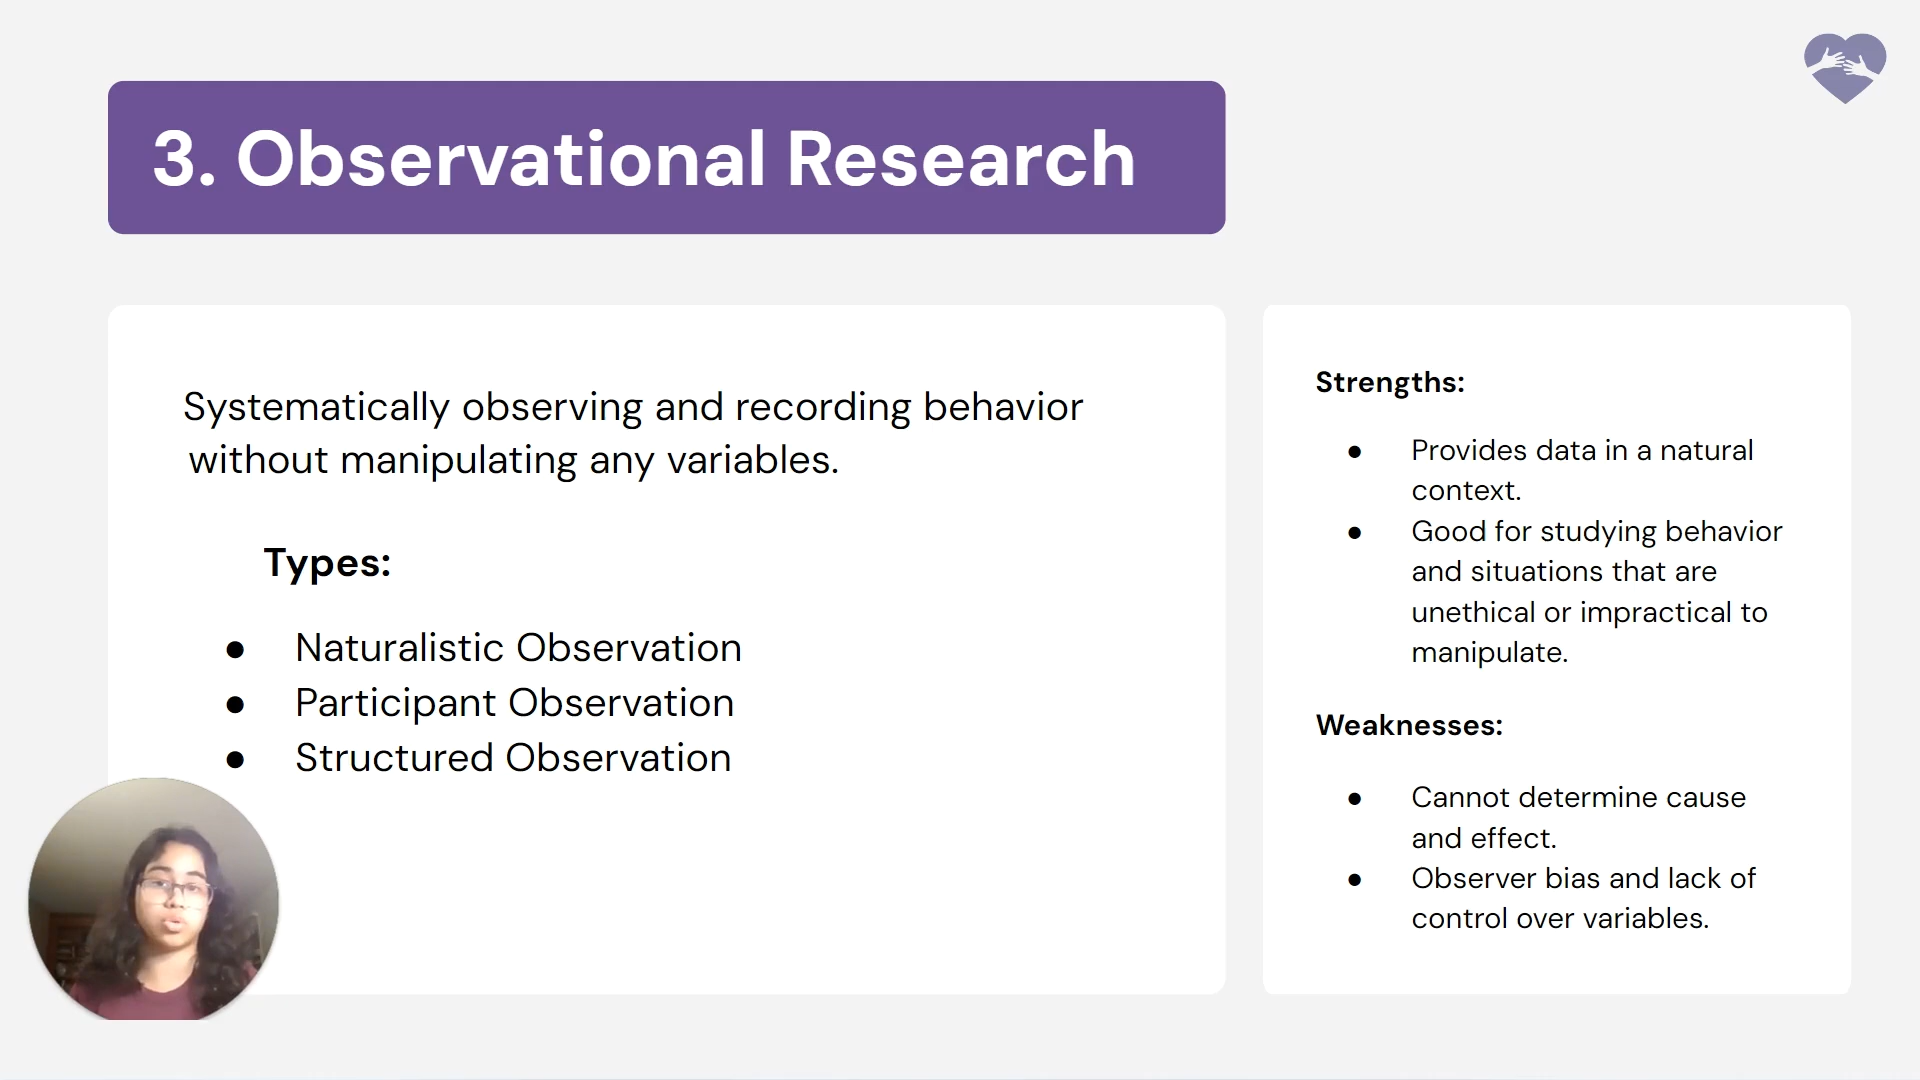 3. Observational Research
Systematically observing and recording behavior
without manipulating any variables.
Types:
● Naturalistic Observation
● Participant Observation
● Structured Observation
Strengths:
● Provides data in a natural
context.
● Good for studying behavior
and situations that are
unethical or impractical to
manipulate.
Weaknesses:
● Cannot determine cause
and effect.
● Observer bias and lack of
control over variables.